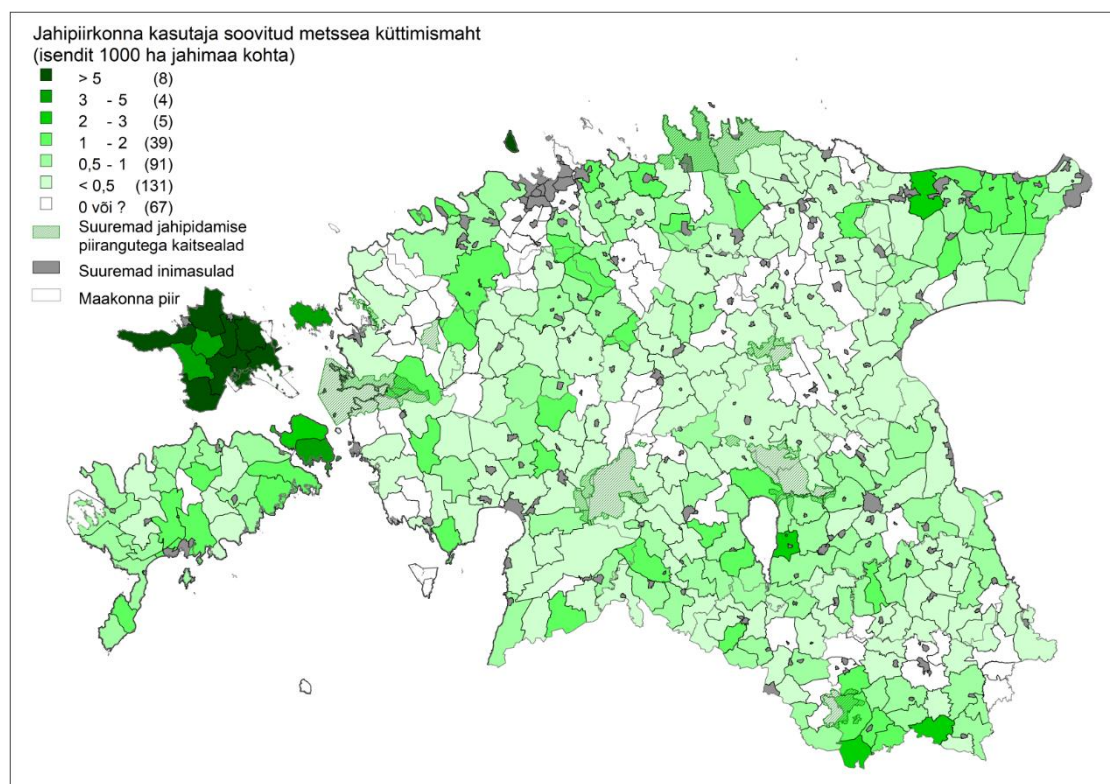 Jahipiirkonna kasutaja soovitud metssea küttimismaht
(isendit 1000 ha jahimaa kohta)
> 5 (8)
3 - 5 (4)
2 - 3 (5)
1 - 2 (39)
0,5 - 1 (91)
< 0,5 (131)
0 või ? (67)
Suuremad jahipidamise
piirangutega kaitsealad
Suuremad inimasulad
Maakonna piir